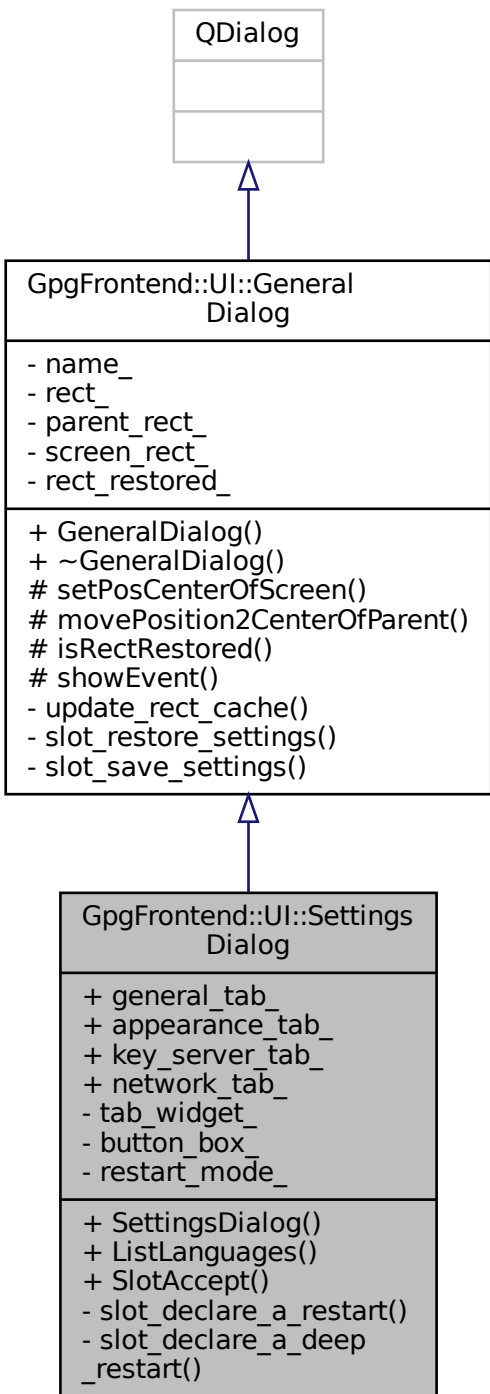 QDialog
GpgFrontend::UI::General
Dialog
- name_
- rect_
- parent_rect_
- screen_rect_
- rect_restored_
+ GeneralDialog()
+ ~GeneralDialog()
# setPosCenterOfScreen()
# movePosition2CenterOfParent()
# isRectRestored()
# showEvent()
- update_rect_cache()
- slot_restore_settings()
- slot_save_settings()
GpgFrontend::UI::Settings
Dialog
+ general_tab_
+ appearance_tab_
+ key_server_tab_
+ network_tab_
- tab_widget_
- button_box_
- restart_mode_
+ SettingsDialog()
+ ListLanguages()
+ SlotAccept()
- slot_declare_a_restart()
- slot_declare_a_deep
_restart()